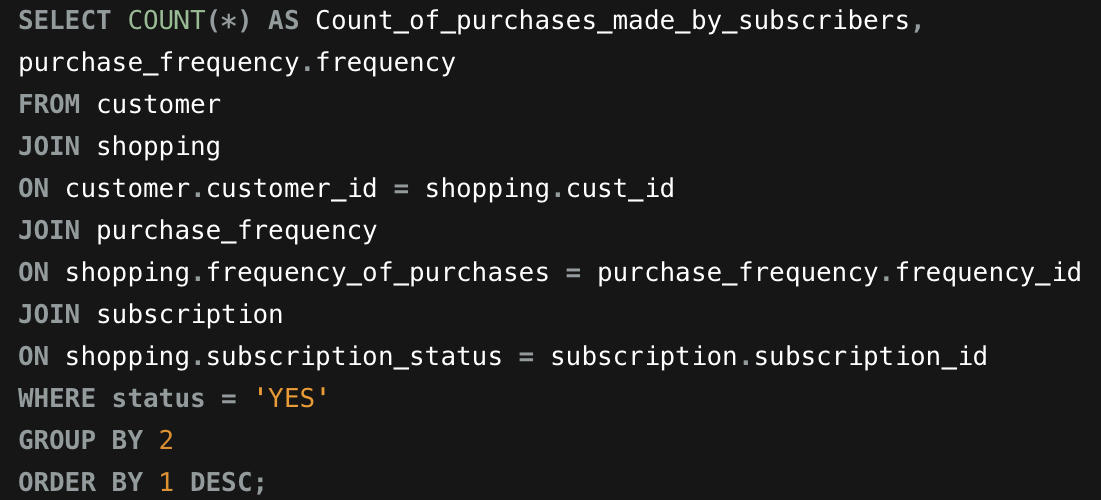 SELECT COUNT(*) AS Count_of_purchases_made_by_subscribers,
purchase_frequency.frequency
FROM customer
JOIN shopping
ON customer.customer_id = shopping.cust_id
JOIN purchase_frequency
ON shopping.frequency_of_purchases = purchase_frequency.frequency_id
JOIN subscription
ON shopping.subscription_status = subscription.subscription_id
WHERE status = 'YES'
GROUP BY 2
ORDER BY 1 DESC;